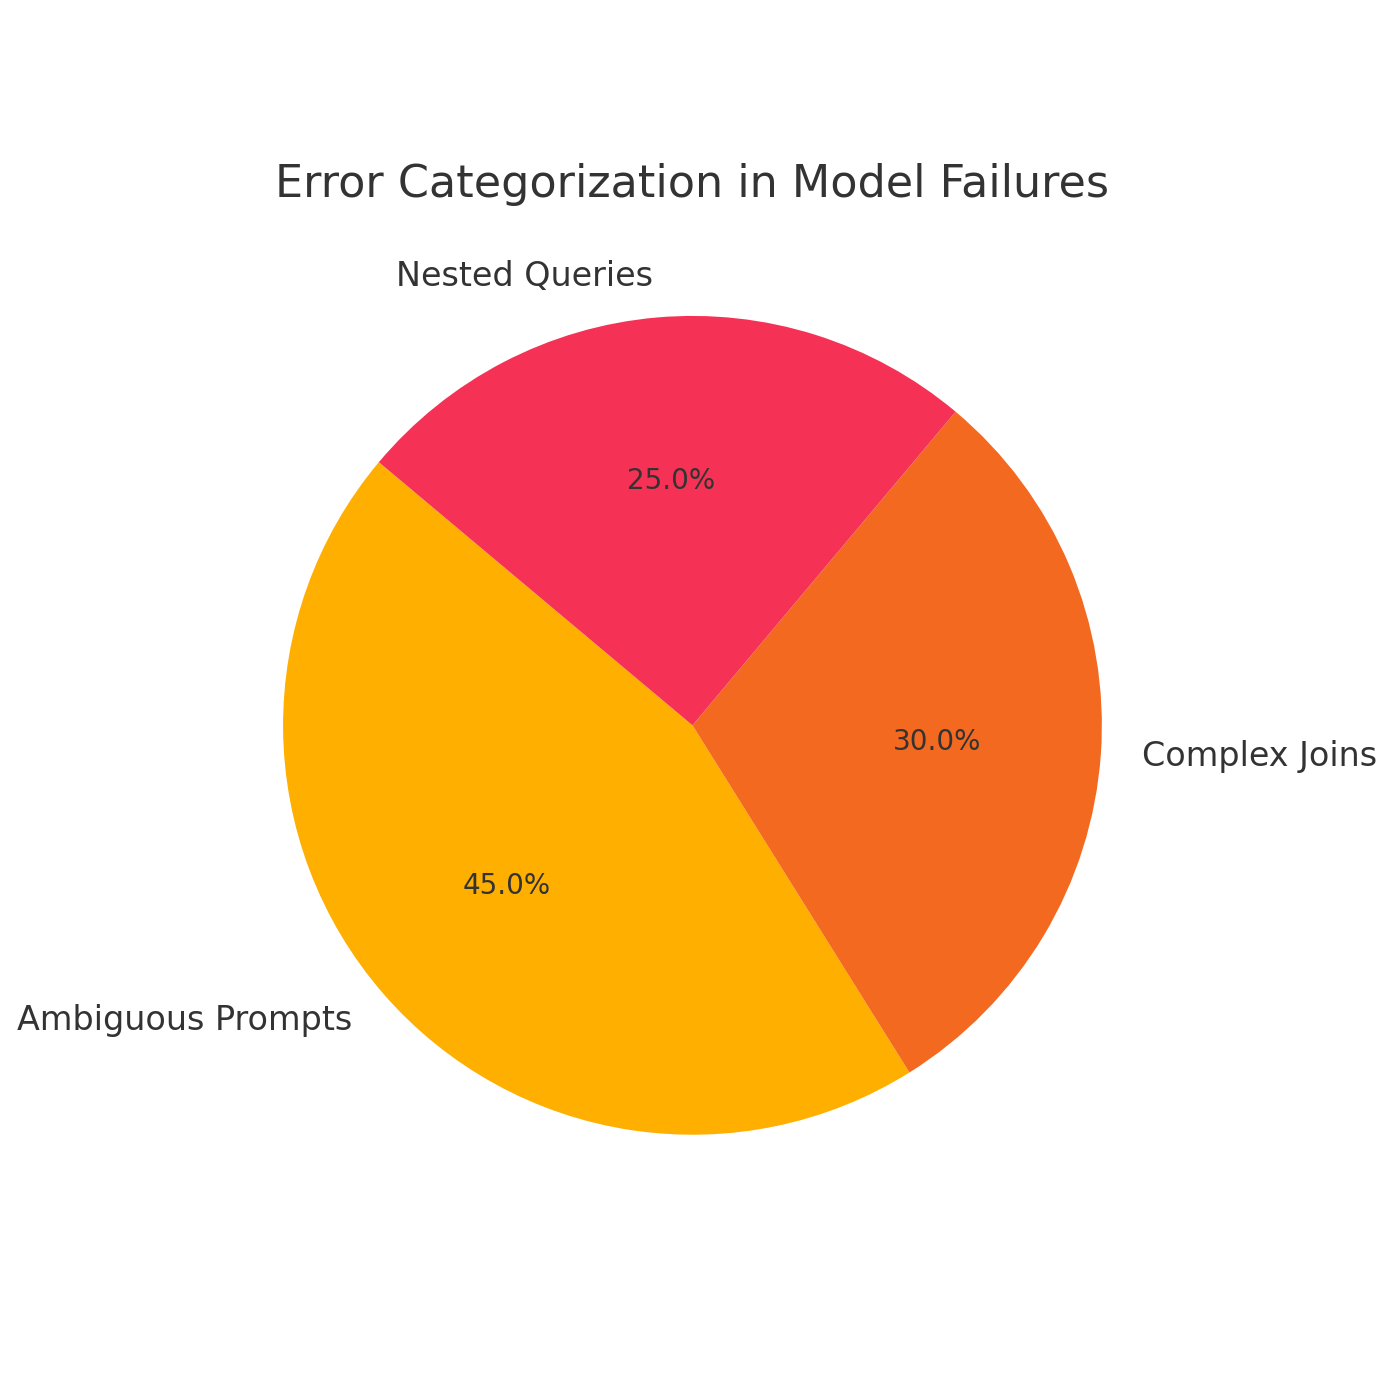 Error Categorization in Model Failures
Nested Queries
25.0%
30.0%
Complex Joins
45.0%
Ambiguous Prompts